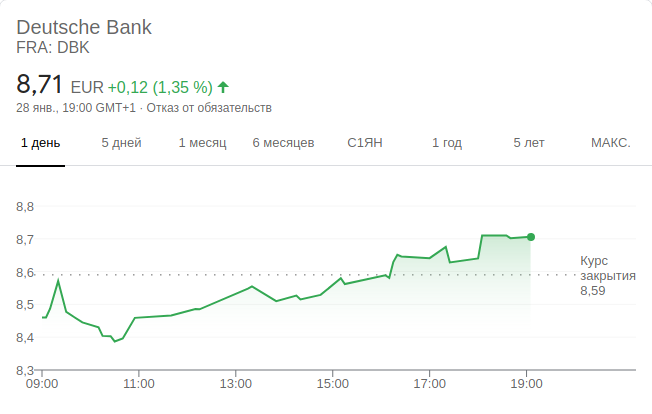 Deutsche Bank
FRA: DBK
8,71 EUR +0,12 (1,35 %)
28 янв., 19:00 GMT+1 · Отказ от обязательств
1 день 5 дней 1 месяц 6 месяцев С1ЯН 1 год 5 лет МАКС.
8,8
8,7
8,6
8,5
8,4
8,3
Курс
закрытия
8,59
09:00 11:00 13:00 15:00 17:00 19:00